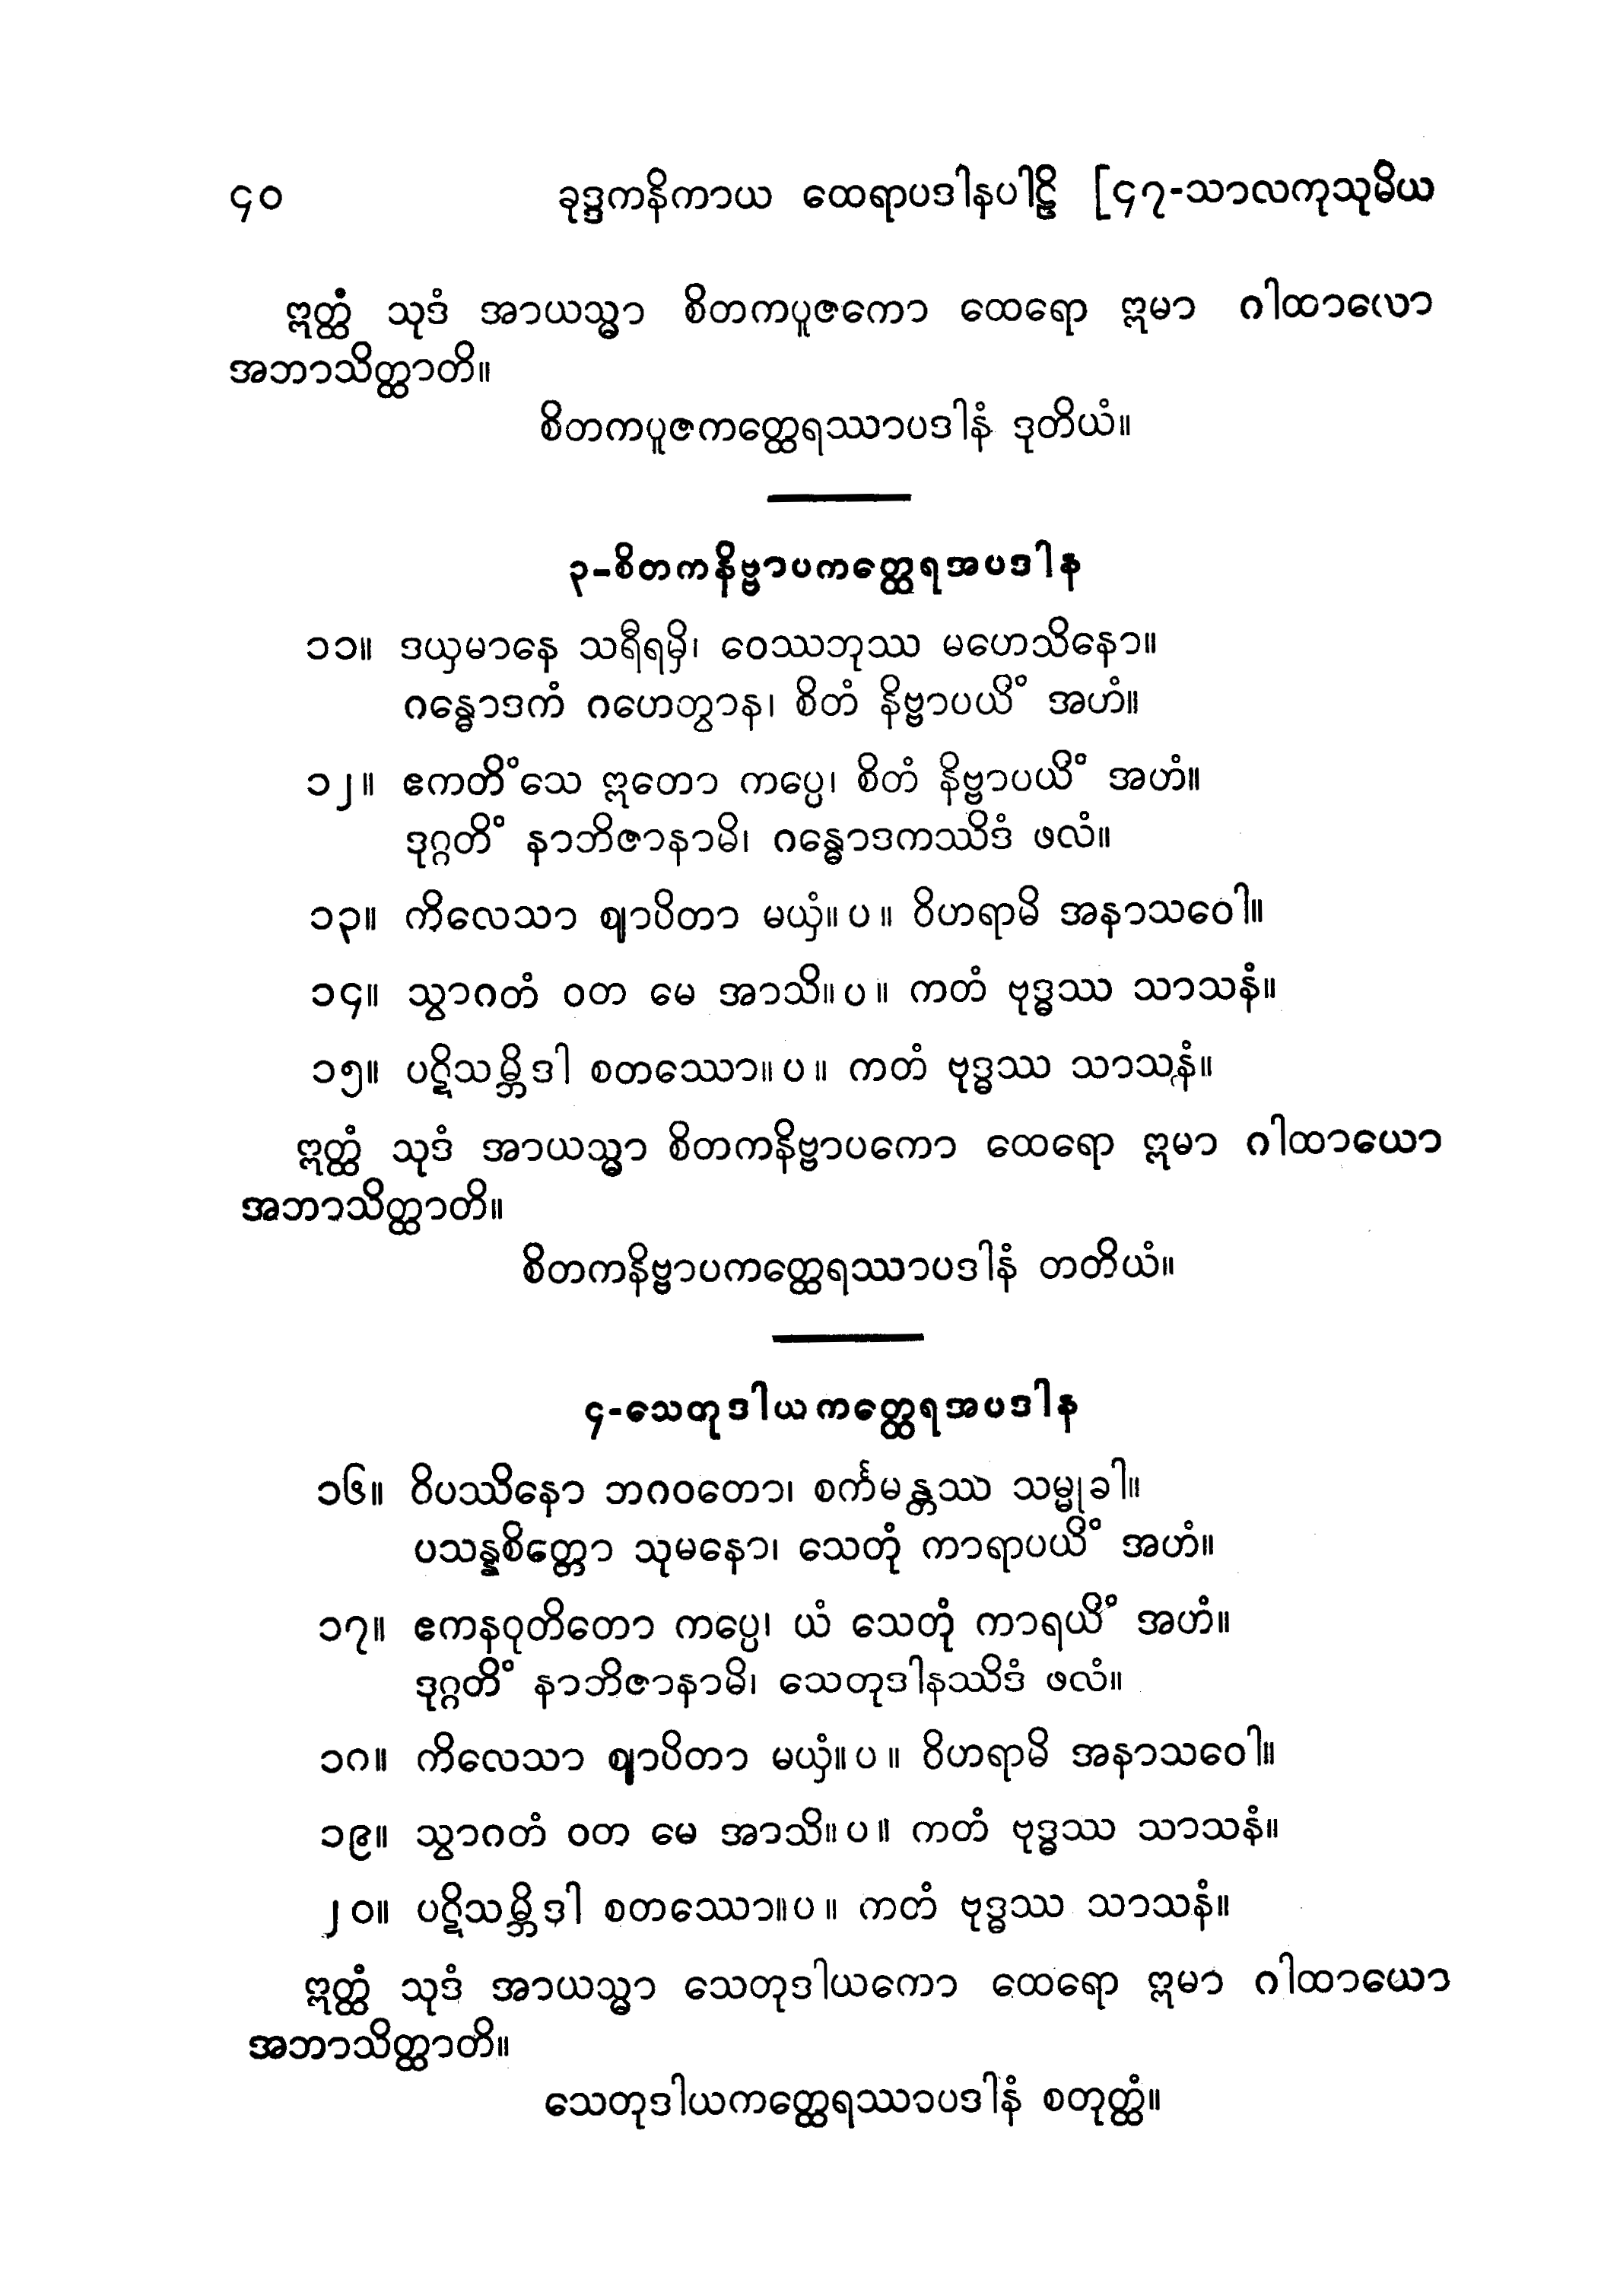 ၄၀ ခုဒ္ဒကနိကာယ ထေရာပဒါနပါဠိ [၄၇-သာလကုသုမိယ
ဣတ္ထံ သုဒံ အာယသ္မာ စိတကပူဇကော ထေရော ဣမာ ဂါထာယော
အဘာသိတ္ထာတိ။
စိတကပူဇကတ္ထေရဿာပဒါနံ ဒုတိယံ။
၃-စိတကနိဗ္ဗာပကတ္ထေရအပဒါန
၁၁။ ဒယှမာနေ သရီရမှိ၊ ဝေဿဘုဿ မဟေသိနော။
ဂန္ဓောဒကံ ဂဟေတွာန၊ စိတံ နိဗ္ဗာပယိံ အဟံ။
၁၂။ ဧကတိံသေ ဣတော ကပ္ပေ၊ စိတံ နိဗ္ဗာပယိံ အဟံ။
ဒုဂ္ဂတိံ နာဘိဇာနာမိ၊ ဂန္ဓောဒကဿိဒံ ဖလံ။
၁၃။ ကိလေသာ ဈာပိတာ မယှံ။ ပ ။ ဝိဟရာမိ အနာသဝေါ။
၁၄။ သွာဂတံ ဝတ မေ အာသိ။ ပ ။ ကတံ ဗုဒ္ဓဿ သာသနံ။
၁၅။ ပဋိသမ္ဘိဒါ စတဿော။ ပ ။ ကတံ ဗုဒ္ဓဿ သာသနံ။
ဣတ္ထံ သုဒံ အာယသ္မာ စိတကနိဗ္ဗာပကော ထေရော ဣမာ ဂါထာယော
အဘာသိတ္ထာတိ။
စိတကနိဗ္ဗာပကတ္ထေရဿာပဒါနံ တတိယံ။
၄-သေတုဒါယကတ္ထေရအပဒါန
၁၆။ ဝိပဿိနော ဘဂဝတော၊ စင်္ကမန္တဿ သမ္မုခါ။
ပသန္နစိတ္တော သုမနော၊ သေတုံ ကာရာပယိံ အဟံ။
၁၇။ ဧကနဝုတိတော ကပ္ပေ၊ ယံ သေတုံ ကာရယိံ အဟံ။
ဒုဂ္ဂတိံ နာဘိဇာနာမိ၊ သေတုဒါနဿိဒံ ဖလံ။
၁၈။ ကိလေသာ ဈာပိတာ မယှံ။ ပ ။ ဝိဟရာမိ အနာသဝေါ။
၁၉။ သွာဂတံ ဝတ မေ အာသိ။ ပ ။ ကတံ ဗုဒ္ဓဿ သာသနံ။
၂၀။ ပဋိသမ္ဘိဒါ စတဿော။ ပ ။ ကတံ ဗုဒ္ဓဿ သာသနံ။
ဣတ္ထံ သုဒံ အာယသ္မာ သေတုဒါယကော ထေရော ဣမာ ဂါထာယော
အဘာသိတ္ထာတိ။
သေတုဒါယကတ္ထေရဿာပဒါနံ စတုတ္ထံ။